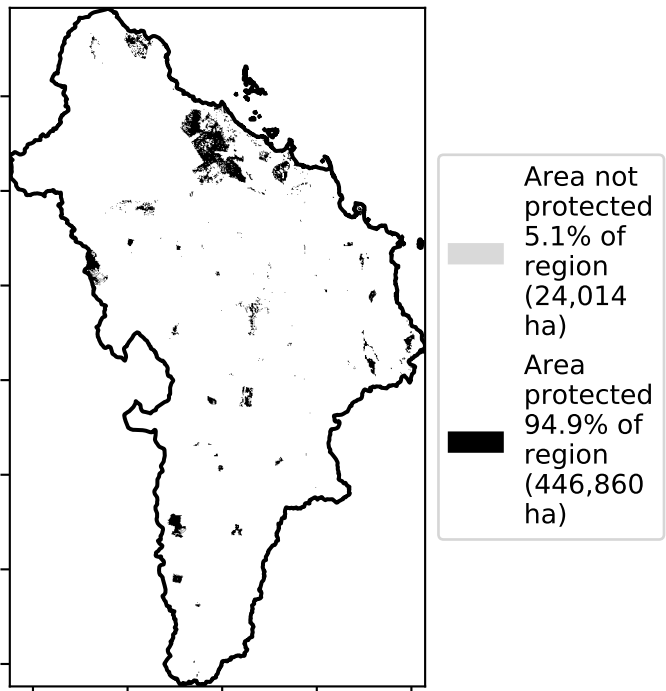 Area not
protected
5.1% of
region
(24,014
ha)
Area
protected
94.9% of
region
(446,860
ha)